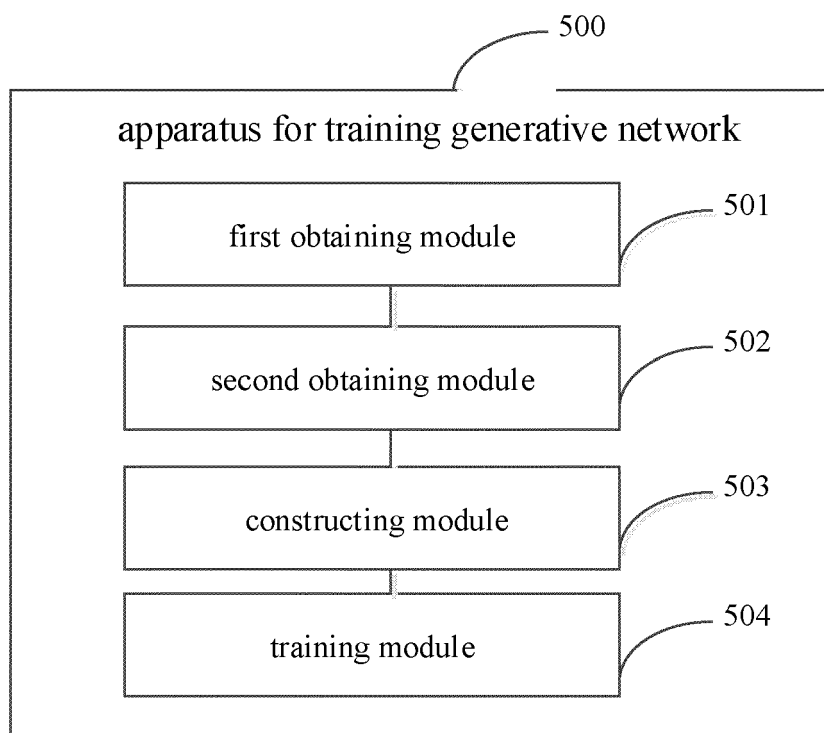 500
apparatus for training generative network
first obtaining module
501
second obtaining module
502
constructing module
503
training module
504